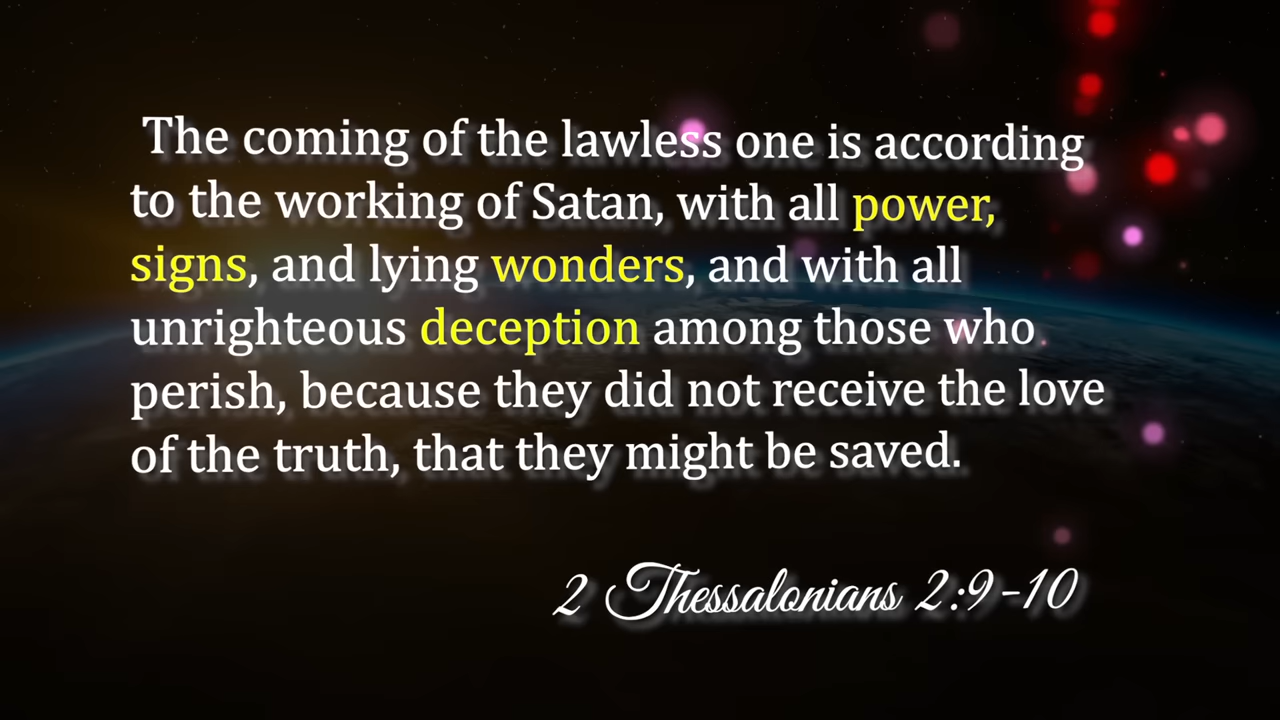 The coming of the lawless one is according
to the working of Satan, with all power,
signs, and lying wonders, and with all
unrighteous deception among those who
perish, because they did not receive the love
of the truth, that they might be saved.
2 Thessalonians 2:9-10